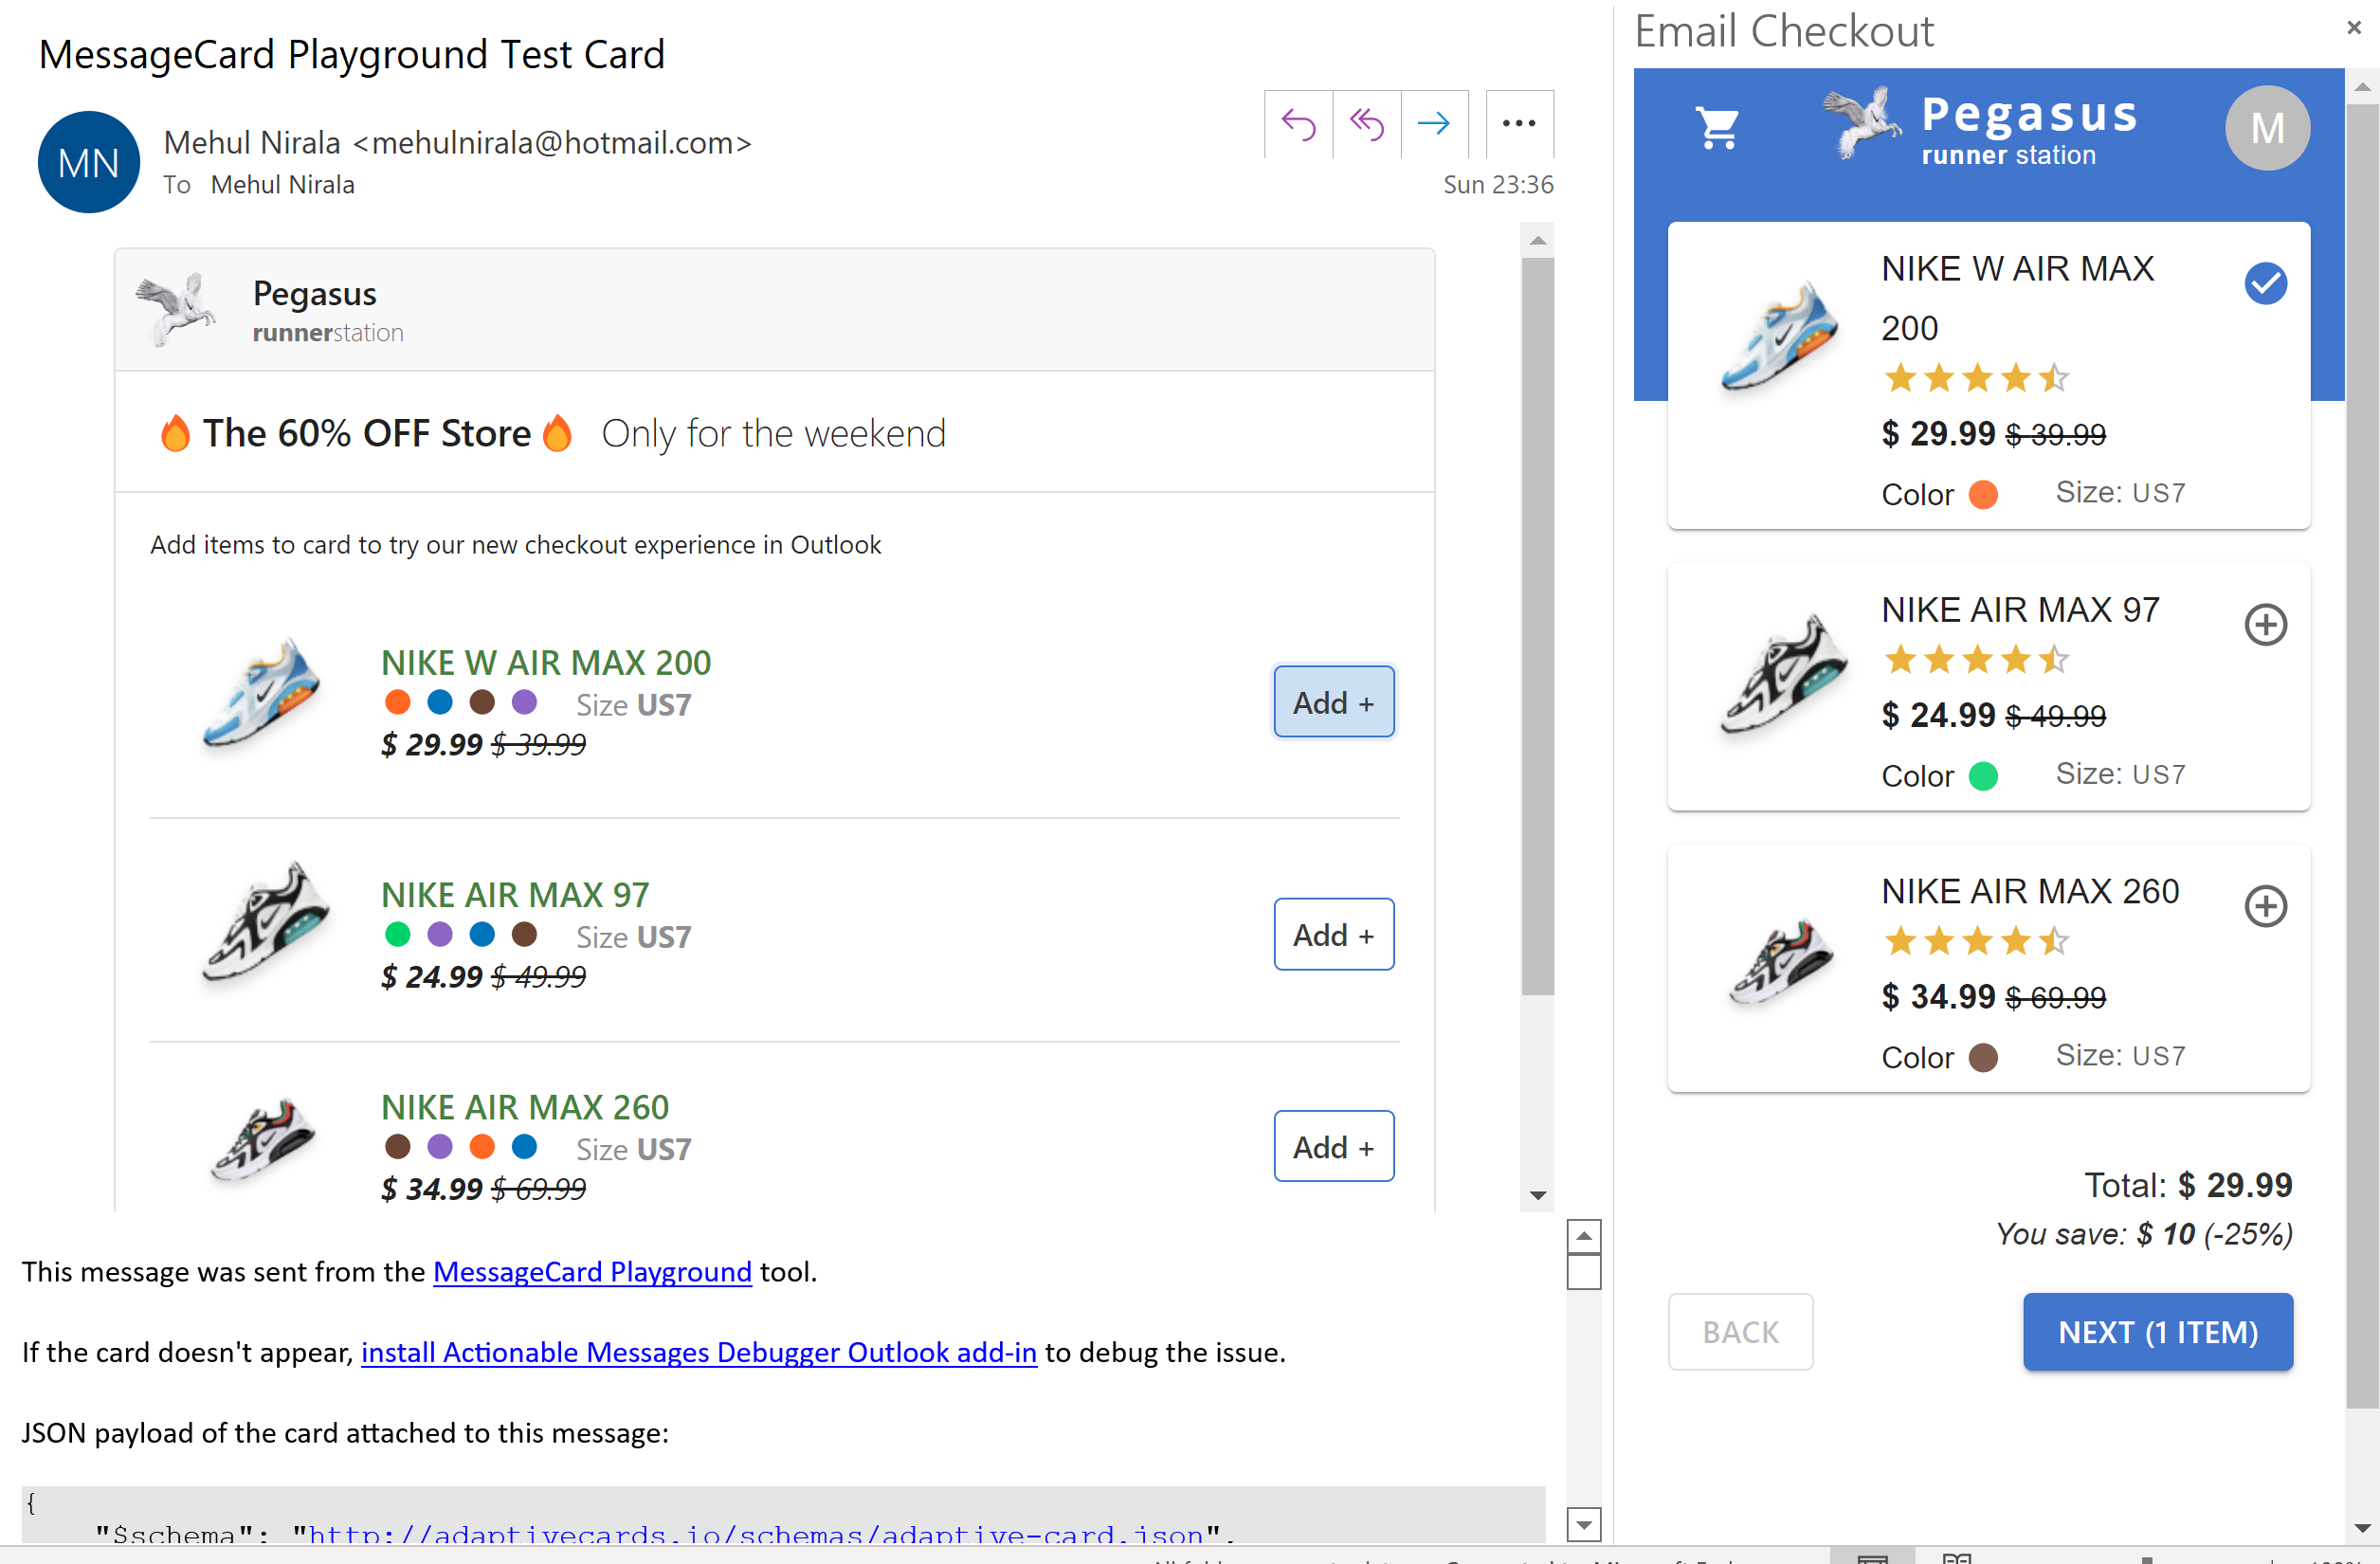 MessageCard Playground Test Card
MN
Mehul Nirala <mehulnirala@hotmail.com>
To Mehul Nirala
Sun 23:36
Pegasus
runnerstation
The 60% OFF Store Only for the weekend
Add items to card to try our new checkout experience in Outlook
NIKE W AIR MAX 200
Size US7
$ 29.99 $ 39.99
Add +
NIKE AIR MAX 97
Size US7
$ 24.99 $ 49.99
Add +
NIKE AIR MAX 260
Size US7
$ 34.99 $ 69.99
Add +
This message was sent from the MessageCard Playground tool.
If the card doesn't appear, install Actionable Messages Debugger Outlook add-in to debug the issue.
JSON payload of the card attached to this message:
{
"$schema": "http://adaptivecards.io/schemas/adaptive-card.json",
Email Checkout
Pegasus
runner station
M
NIKE W AIR MAX
200
$ 29.99 $ 39.99
Color Size: US7
NIKE AIR MAX 97
$ 24.99 $ 49.99
Color Size: US7
NIKE AIR MAX 260
$ 34.99 $ 69.99
Color Size: US7
Total: $ 29.99
You save: $ 10 (-25%)
BACK
NEXT (1 ITEM)